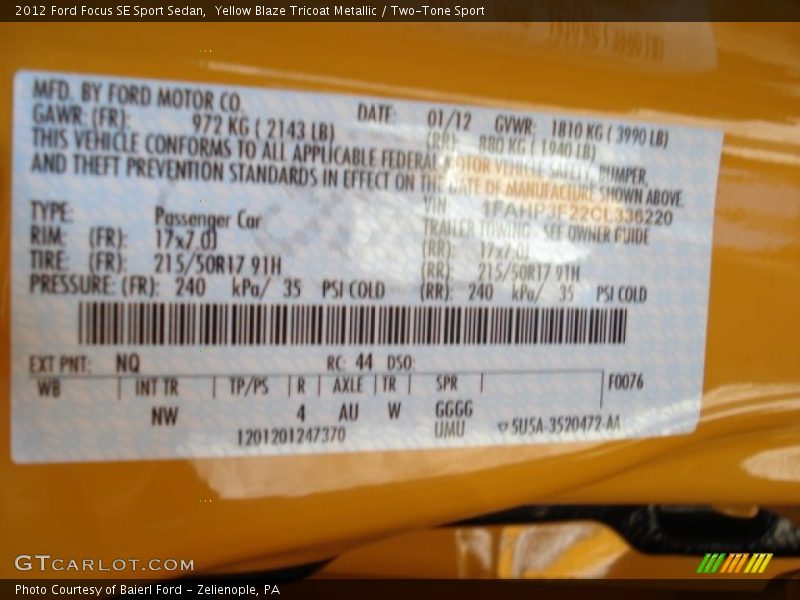 2012 Ford Focus SE Sport Sedan,  Yellow Blaze Tricoat Metallic / Two-Tone Sport
MFD. BY FORD MOTOR CO.
DATE: 01/12 GVWR: 1810 KG ( 3990 LB)
GAWR: (FR): 972 KG ( 2143 LB) (RR): 880 KG ( 1940 LB)
THIS VEHICLE CONFORMS TO ALL APPLICABLE FEDERAL MOTOR VEHICLE SAFETY, BUMPER,
AND THEFT PREVENTION STANDARDS IN EFFECT ON THE DATE OF MANUFACTURE SHOWN ABOVE.
VIN: 1FAHP3F22CL336220
TYPE: Passenger Car TRAILER TOWING - SEE OWNER GUIDE
RIM: (FR): 17x7.0J (RR): 17x7.0J
TIRE: (FR): 215/50R17 91H (RR): 215/50R17 91H
PRESSURE: (FR): 240 kPa/ 35 PSI COLD (RR): 240 kPa/ 35 PSI COLD
EXT PNT: NQ RC: 44 DSO:
WB INT TR TP/PS R AXLE TR SPR F0076
NW 4 AU W GGGG
1201201247370 UMU ▽ 5U5A-3520472-AA
GTCARLOT.COM
Photo Courtesy of Baierl Ford - Zelienople, PA